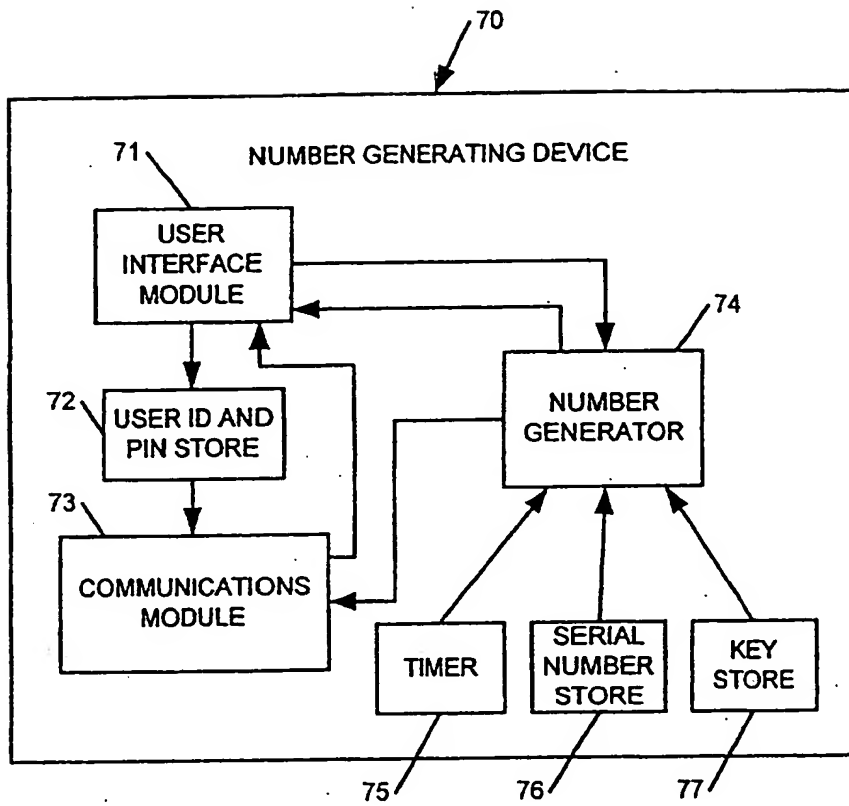 70
NUMBER GENERATING DEVICE
71
USER
INTERFACE
MODULE
74
NUMBER
GENERATOR
72
USER ID AND
PIN STORE
73
COMMUNICATIONS
MODULE
TIMER
SERIAL
NUMBER
STORE
KEY
STORE
75
76
77